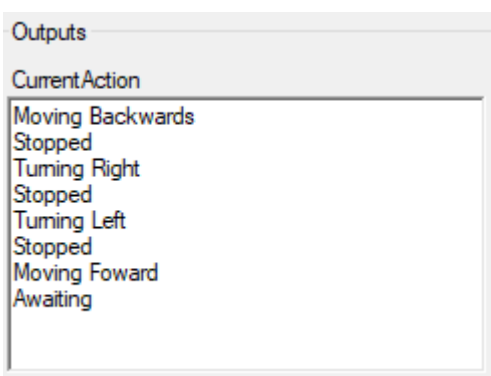 Outputs
CurrentAction
Moving Backwards
Stopped
Turning Right
Stopped
Turning Left
Stopped
Moving Foward
Awaiting